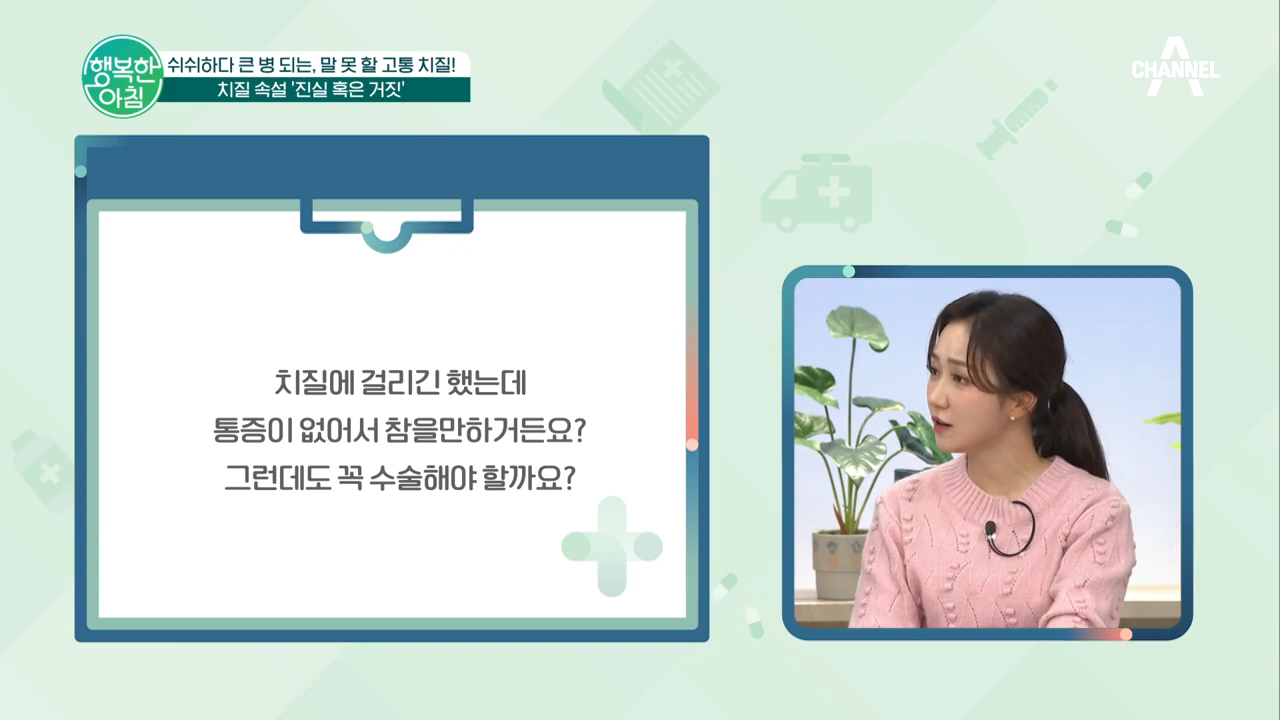 행복한
아침
쉬쉬하다 큰 병 되는, 말 못 할 고통 치질!
치질 속설 '진실 혹은 거짓'
CHANNEL A
치질에 걸리긴 했는데
통증이 없어서 참을만하거든요?
그런데도 꼭 수술해야 할까요?